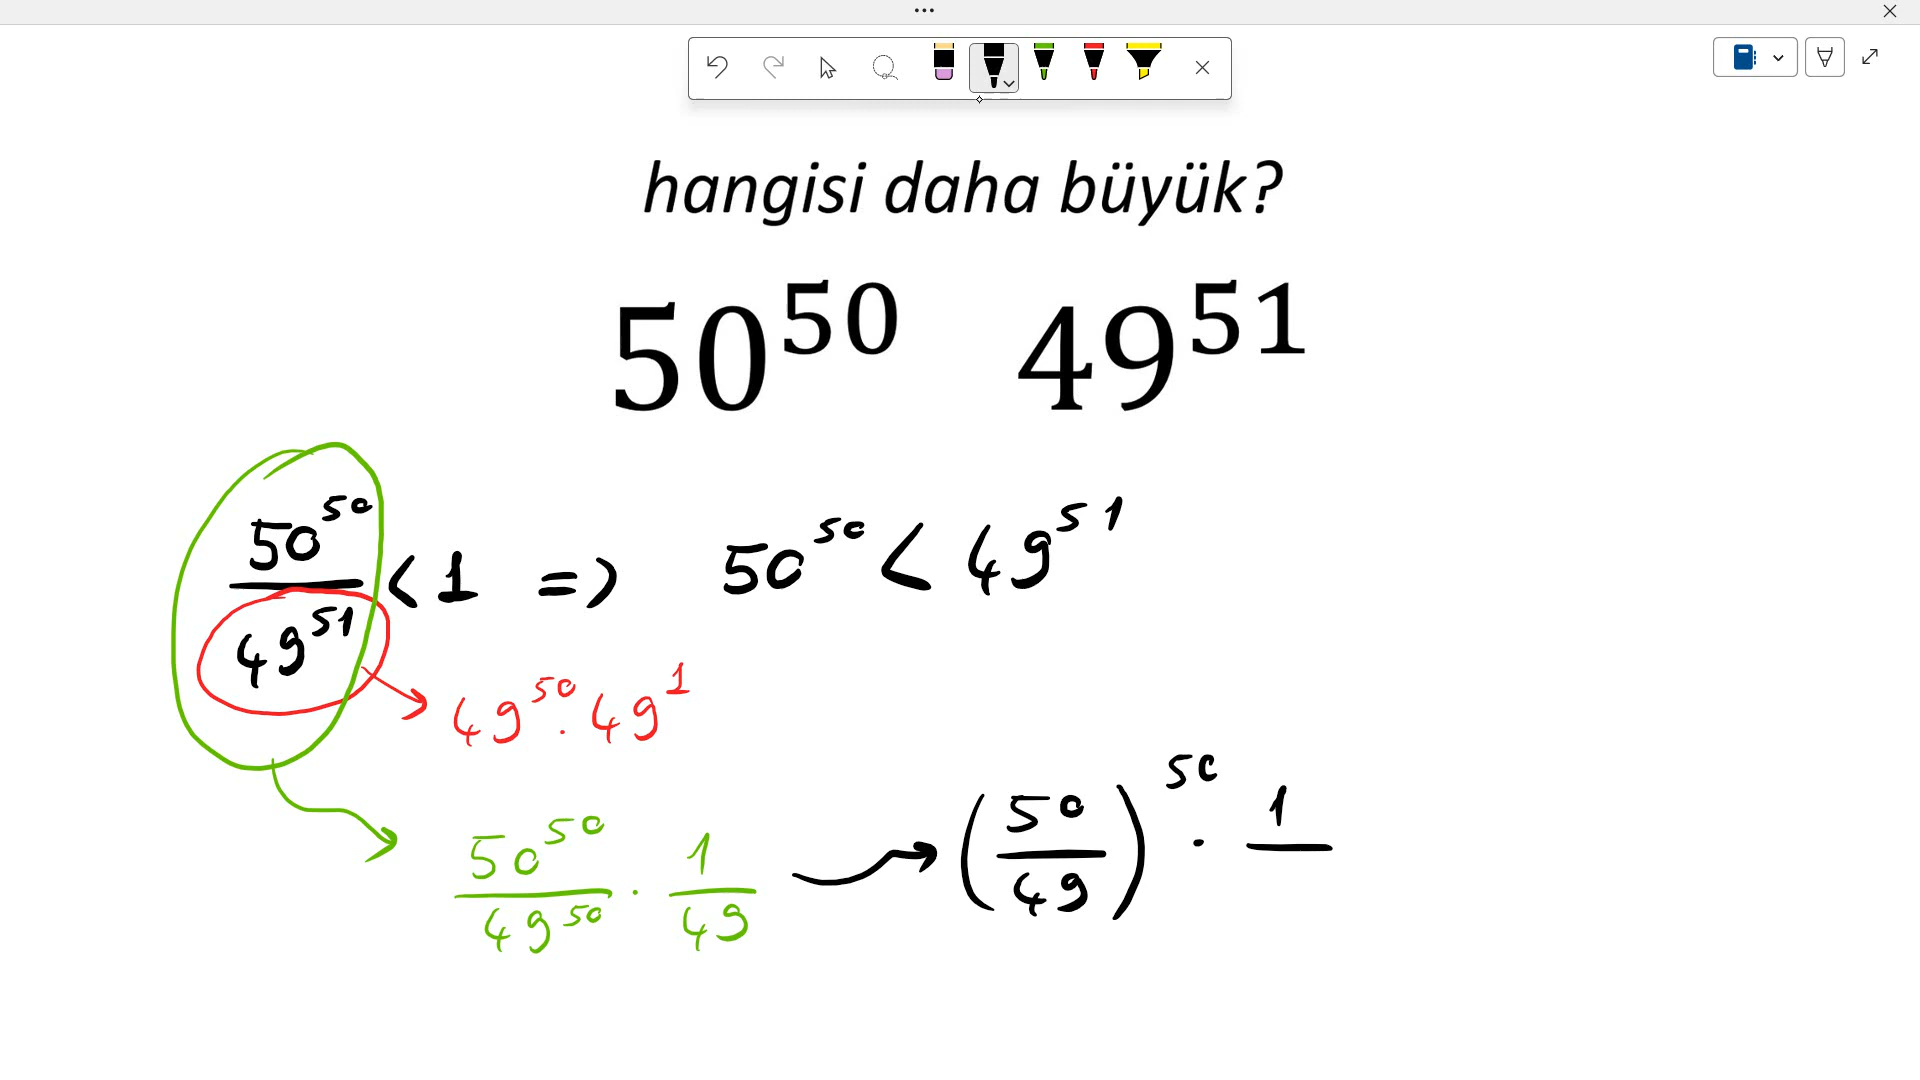 hangisi daha büyük?
50^50 49^51
50^50 / 49^51 < 1 => 50^50 < 49^51
49^50 . 49^1
50^50 / 49^50 . 1 / 49 → (50 / 49)^50 . 1 /